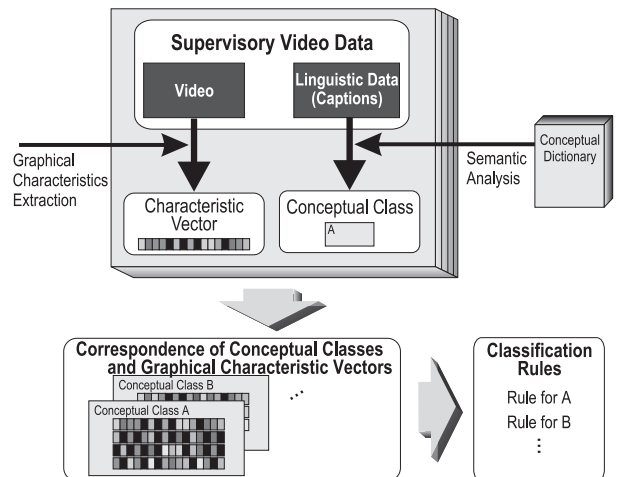 Supervisory Video Data
Video
Linguistic Data
(Captions)
Graphical
Characteristics
Extraction
Semantic
Analysis
Conceptual
Dictionary
Characteristic
Vector
Conceptual Class
A
Correspondence of Conceptual Classes
and Graphical Characteristic Vectors
Conceptual Class B
...
Conceptual Class A
Classification
Rules
Rule for A
Rule for B
⋮